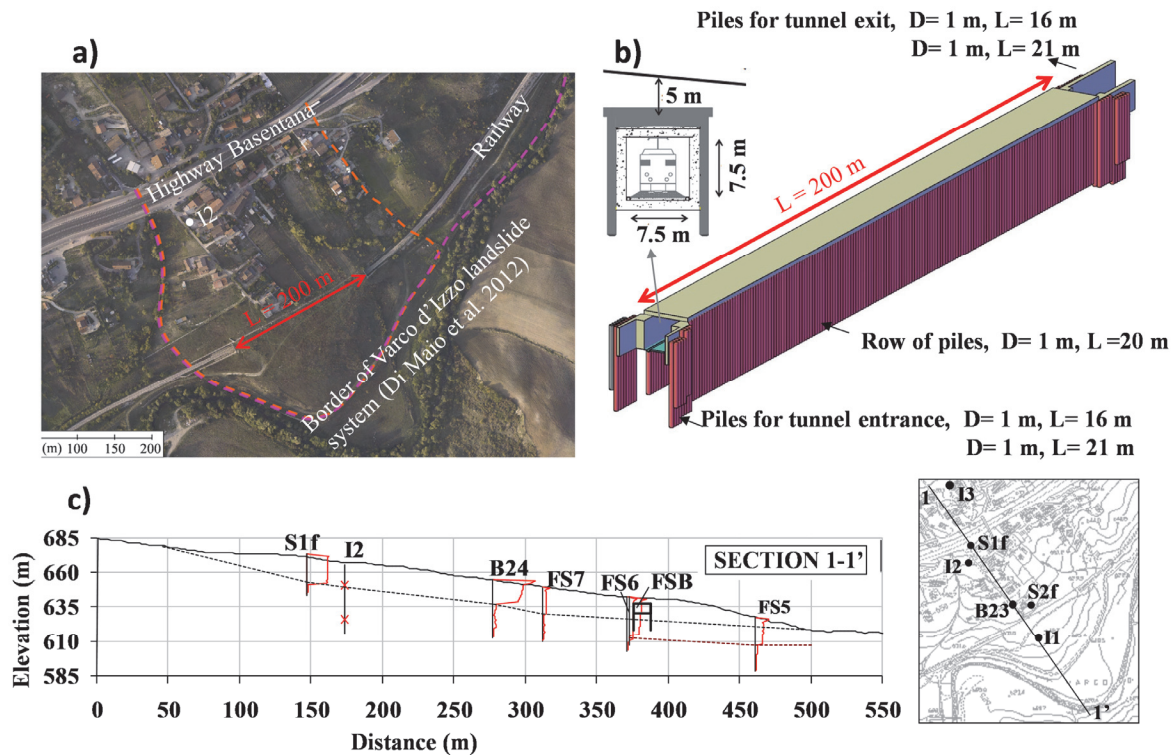 Piles for tunnel exit, D= 1 m, L= 16 m
D= 1 m, L= 21 m
a)
b)
5 m
7.5 m
7.5 m
L = 200 m
Highway Basentana
Railway
I2
L = 200 m
Border of Varco d'Izzo landslide
system (Di Maio et al. 2012)
(m) 100 200
Row of piles, D= 1 m, L =20 m
Piles for tunnel entrance, D= 1 m, L= 16 m
D= 1 m, L= 21 m
c)
Elevation (m)
685
660
635
610
585
S1f
I2
B24
FS7
FS6
FSB
FS5
SECTION 1-1'
0 50 100 150 200 250 300 350 400 450 500 550
Distance (m)
1
I3
S1f
I2
S2f
B23
I1
1'